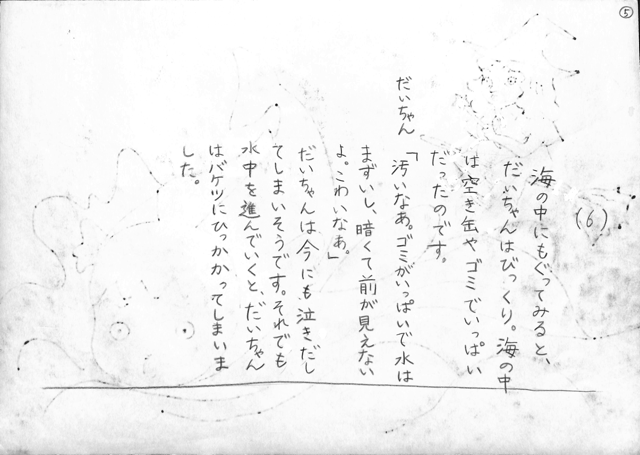 ⑤
(6)
海の中にもぐってみると、
だいちゃんはびっくり。海の中
は空き缶やゴミでいっぱい
だったのです。
だいちゃん「汚いなあ。ゴミがいっぱいで水は
まずいし、暗くて前が見えない
よ。こわいなあ。」
だいちゃんは今にも泣きだし
てしまいそうです。それでも
水中を進んでいくと、だいちゃん
はバケツにひっかかってしまいま
した。